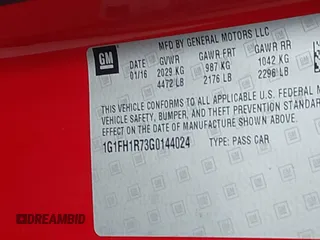 MFD BY GENERAL MOTORS LLC
GM DATE GVWR GAWR FRT GAWR RR
01/16 2029 KG 987 KG 1042 KG
4472 LB 2176 LB 2296 LB
THIS VEHICLE CONFORMS TO ALL APPLICABLE U.S. FEDERAL
VEHICLE SAFETY, BUMPER, AND THEFT PREVENTION STANDARD
EFFECT ON THE DATE OF MANUFACTURE SHOWN ABOVE.
1G1FH1R73G0144024 TYPE: PASS CAR
DREAMBID